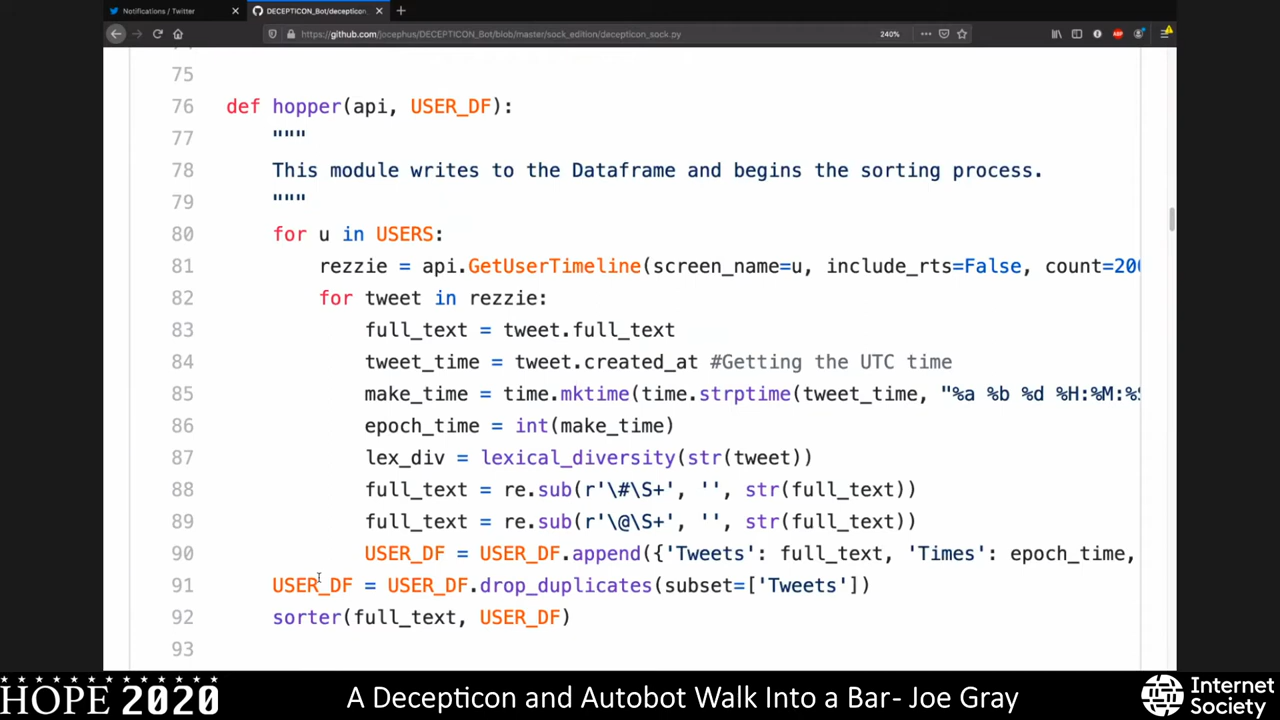 Notifications / Twitter
DECEPTICON_Bot/decepticon_
https://github.com/jocephus/DECEPTICON_Bot/blob/master/sock_edition/decepticon_sock.py
240%
75
76 def hopper(api, USER_DF):
77 """
78 This module writes to the Dataframe and begins the sorting process.
79 """
80 for u in USERS:
81 rezzie = api.GetUserTimeline(screen_name=u, include_rts=False, count=200
82 for tweet in rezzie:
83 full_text = tweet.full_text
84 tweet_time = tweet.created_at #Getting the UTC time
85 make_time = time.mktime(time.strptime(tweet_time, "%a %b %d %H:%M:%S
86 epoch_time = int(make_time)
87 lex_div = lexical_diversity(str(tweet))
88 full_text = re.sub(r'\#\S+', '', str(full_text))
89 full_text = re.sub(r'\@\S+', '', str(full_text))
90 USER_DF = USER_DF.append({'Tweets': full_text, 'Times': epoch_time,
91 USER_DF = USER_DF.drop_duplicates(subset=['Tweets'])
92 sorter(full_text, USER_DF)
93
HOPE 2020
A Decepticon and Autobot Walk Into a Bar- Joe Gray
Internet
Society